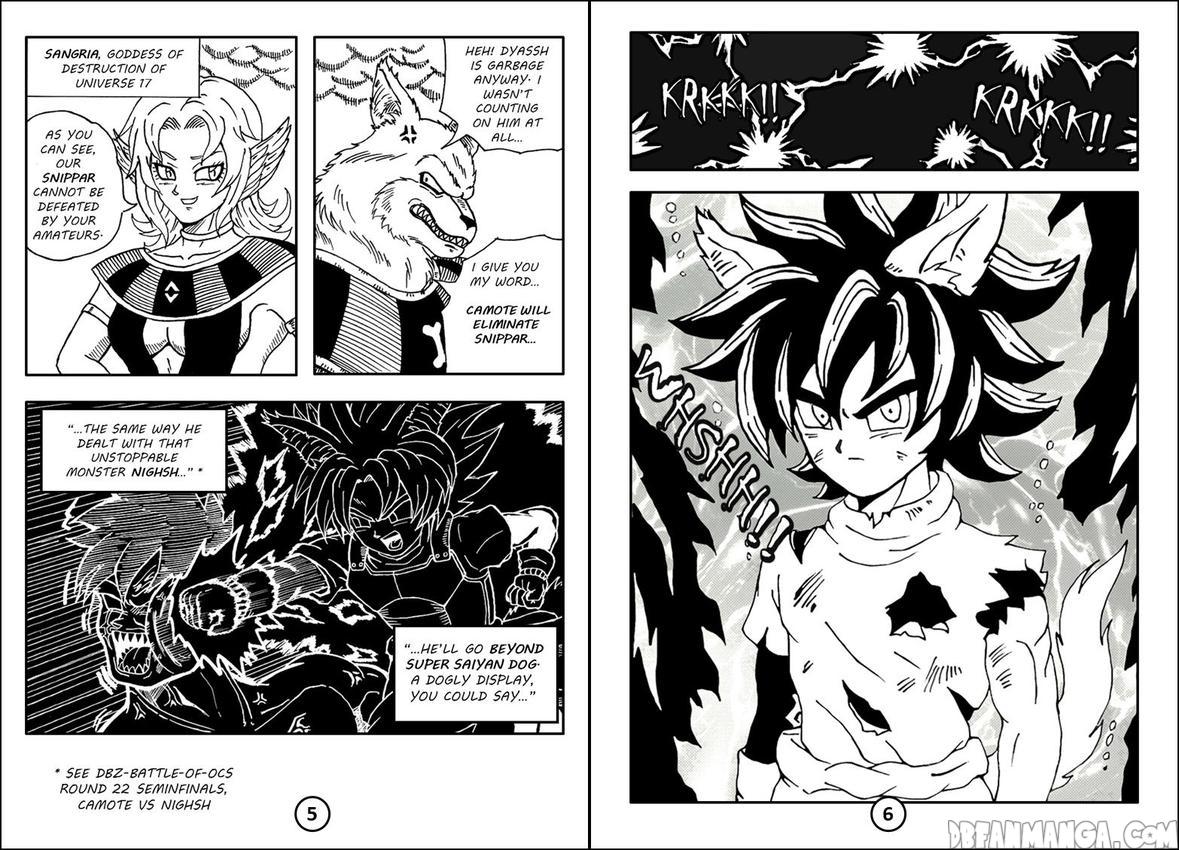 SANGRIA, GODDESS OF
DESTRUCTION OF
UNIVERSE 17
AS YOU
CAN SEE,
OUR
SNIPPAR
CANNOT BE
DEFEATED
BY YOUR
AMATEURS.
HEH! DYASSH
IS GARBAGE
ANYWAY. I
WASN'T
COUNTING
ON HIM AT
ALL...
I GIVE YOU
MY WORD...
CAMOTE WILL
ELIMINATE
SNIPPAR...
"...THE SAME WAY HE
DEALT WITH THAT
UNSTOPPABLE
MONSTER NIGHSH..." *
"...HE'LL GO BEYOND
SUPER SAIYAN DOG.
A DOGLY DISPLAY,
YOU COULD SAY..."
* SEE DBZ-BATTLE-OF-OCS
ROUND 22 SEMINFINALS,
CAMOTE VS NIGHSH
5
KRKKK!!
KRKKKK!!
WHSHH!!
6
DBFANMANGA.COM